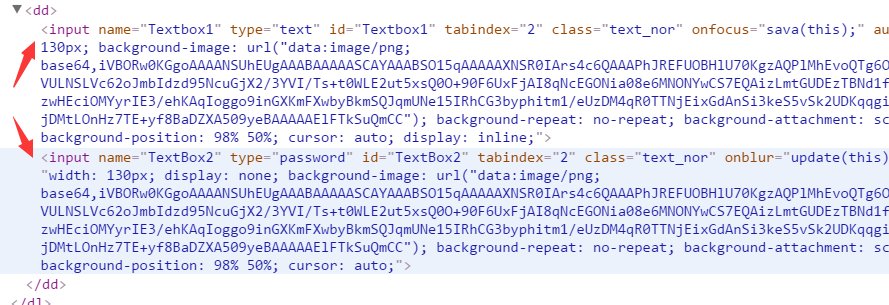 ▼<dd>
<input name="Textbox1" type="text" id="Textbox1" tabindex="2" class="text_nor" onfocus="sava(this);" au
130px; background-image: url("data:image/png;
base64,iVBORw0KGgoAAAANSUhEUgAAABAAAAASCAYAAABSO15qAAAAAXNSR0IArs4c6QAAAPhJREFUOBHlU70KgzAQPlMhEvoQTg6O
VULNSLVc62oJmbIdzd95NcuGjX2/3YVI/Ts+t0WLE2ut5xsQ0O+90F6UxFjAI8qNcEGONia08e6MNONYwCS7EQAizLmtGUDEzTBNd1f
zwHEciOMYyrIE3/ehKAqIoggo9inGXKmFXwbyBkmSQJqmUNe15IRhCG3byphitm1/eUzDM4qR0TTNjEixGdAnSi3keS5vSk2UDKqqgi
jDMtLOnHz7TE+yf8BaDZXA509yeBAAAAAElFTkSuQmCC"); background-repeat: no-repeat; background-attachment: sc
background-position: 98% 50%; cursor: auto; display: inline;">
<input name="TextBox2" type="password" id="TextBox2" tabindex="2" class="text_nor" onblur="update(this)
"width: 130px; display: none; background-image: url("data:image/png;
base64,iVBORw0KGgoAAAANSUhEUgAAABAAAAASCAYAAABSO15qAAAAAXNSR0IArs4c6QAAAPhJREFUOBHlU70KgzAQPlMhEvoQTg6O
VULNSLVc62oJmbIdzd95NcuGjX2/3YVI/Ts+t0WLE2ut5xsQ0O+90F6UxFjAI8qNcEGONia08e6MNONYwCS7EQAizLmtGUDEzTBNd1f
zwHEciOMYyrIE3/ehKAqIoggo9inGXKmFXwbyBkmSQJqmUNe15IRhCG3byphitm1/eUzDM4qR0TTNjEixGdAnSi3keS5vSk2UDKqqgi
jDMtLOnHz7TE+yf8BaDZXA509yeBAAAAAElFTkSuQmCC"); background-repeat: no-repeat; background-attachment: sc
background-position: 98% 50%; cursor: auto;">
</dd>
</dl>